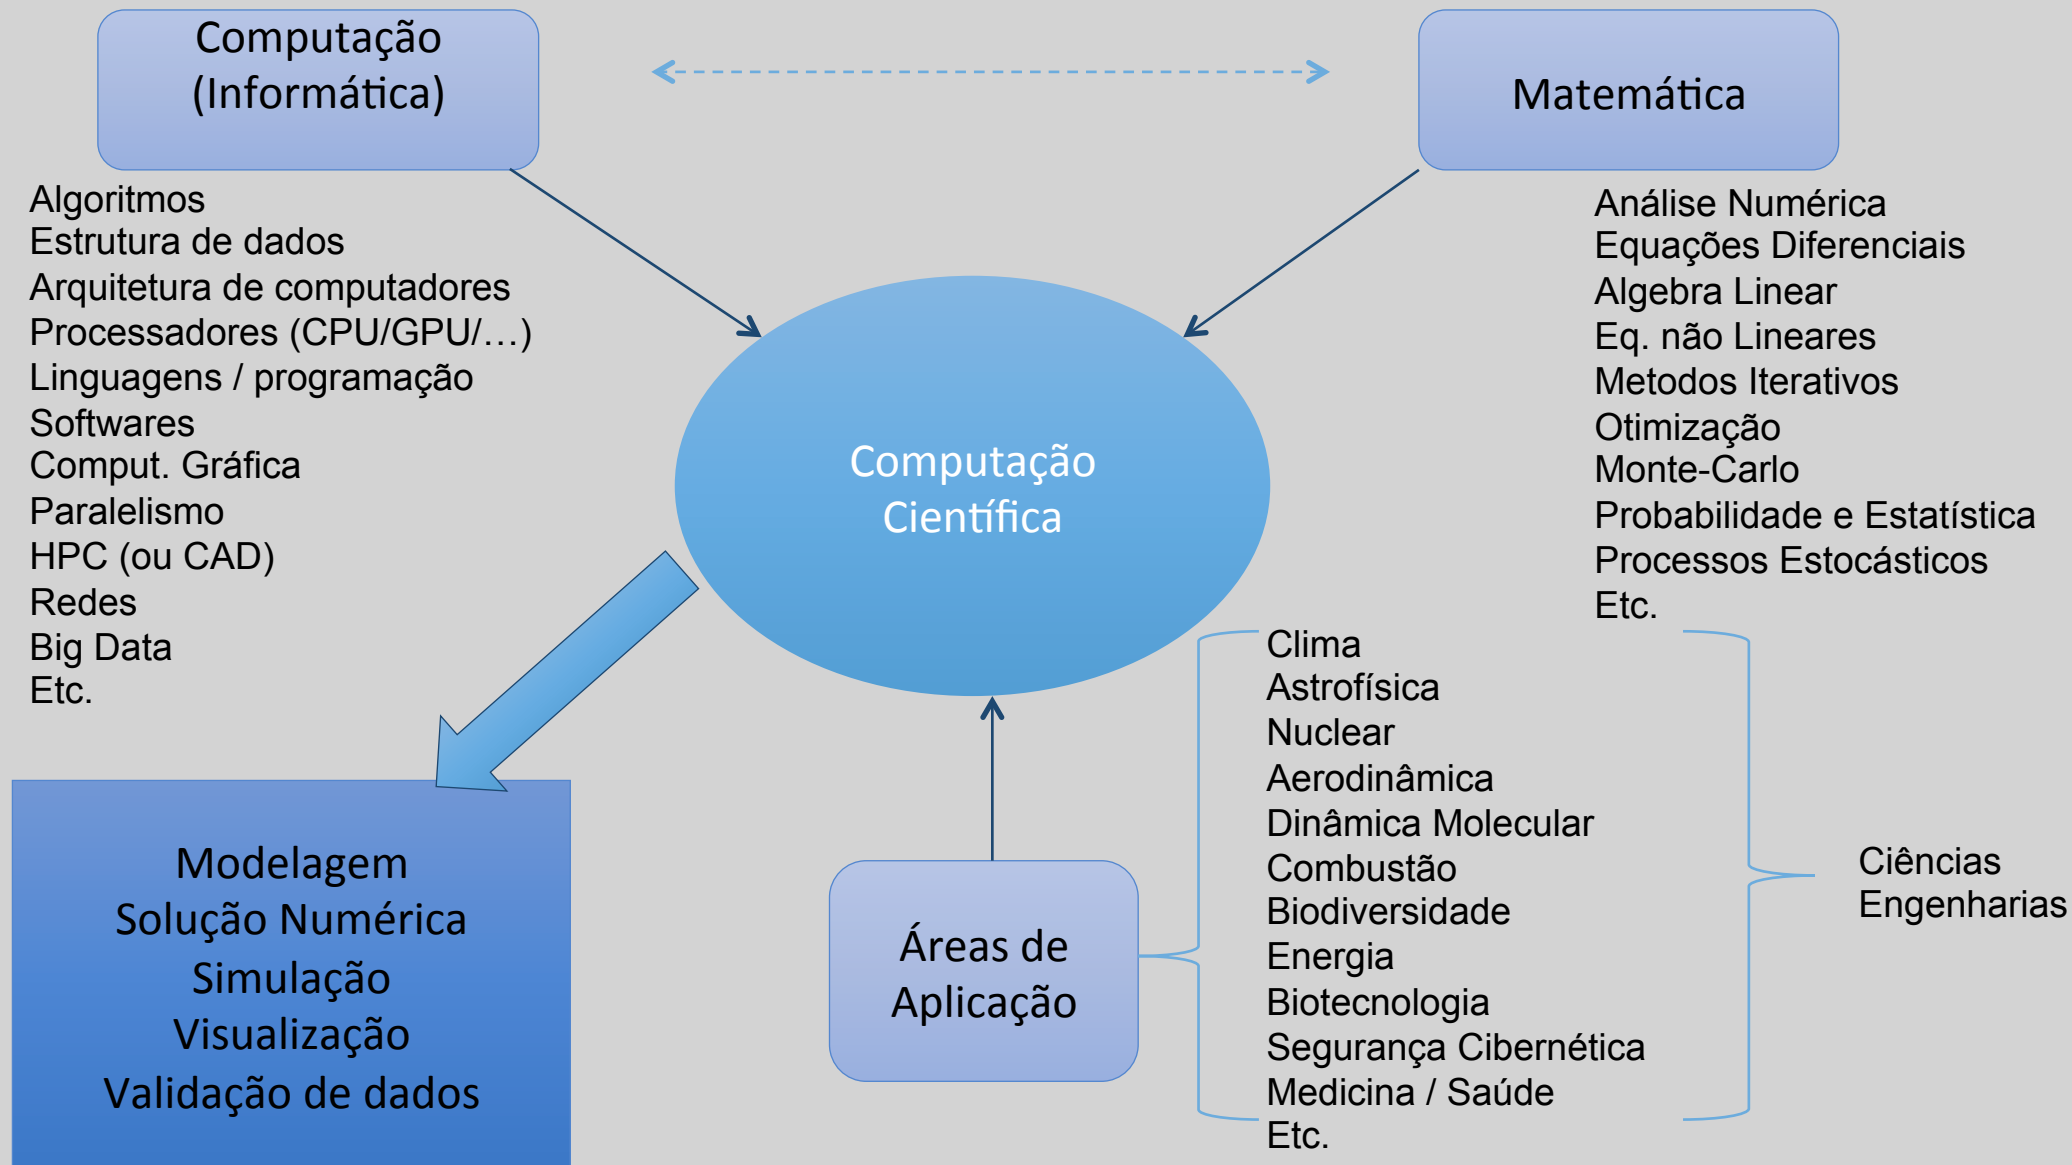 Computação
(Informática)
Matemática
Algoritmos
Estrutura de dados
Arquitetura de computadores
Processadores (CPU/GPU/…)
Linguagens / programação
Softwares
Comput. Gráfica
Paralelismo
HPC (ou CAD)
Redes
Big Data
Etc.
Análise Numérica
Equações Diferenciais
Algebra Linear
Eq. não Lineares
Metodos Iterativos
Otimização
Monte-Carlo
Probabilidade e Estatística
Processos Estocásticos
Etc.
Computação
Científica
Modelagem
Solução Numérica
Simulação
Visualização
Validação de dados
Áreas de
Aplicação
Clima
Astrofísica
Nuclear
Aerodinâmica
Dinâmica Molecular
Combustão
Biodiversidade
Energia
Biotecnologia
Segurança Cibernética
Medicina / Saúde
Etc.
Ciências
Engenharias